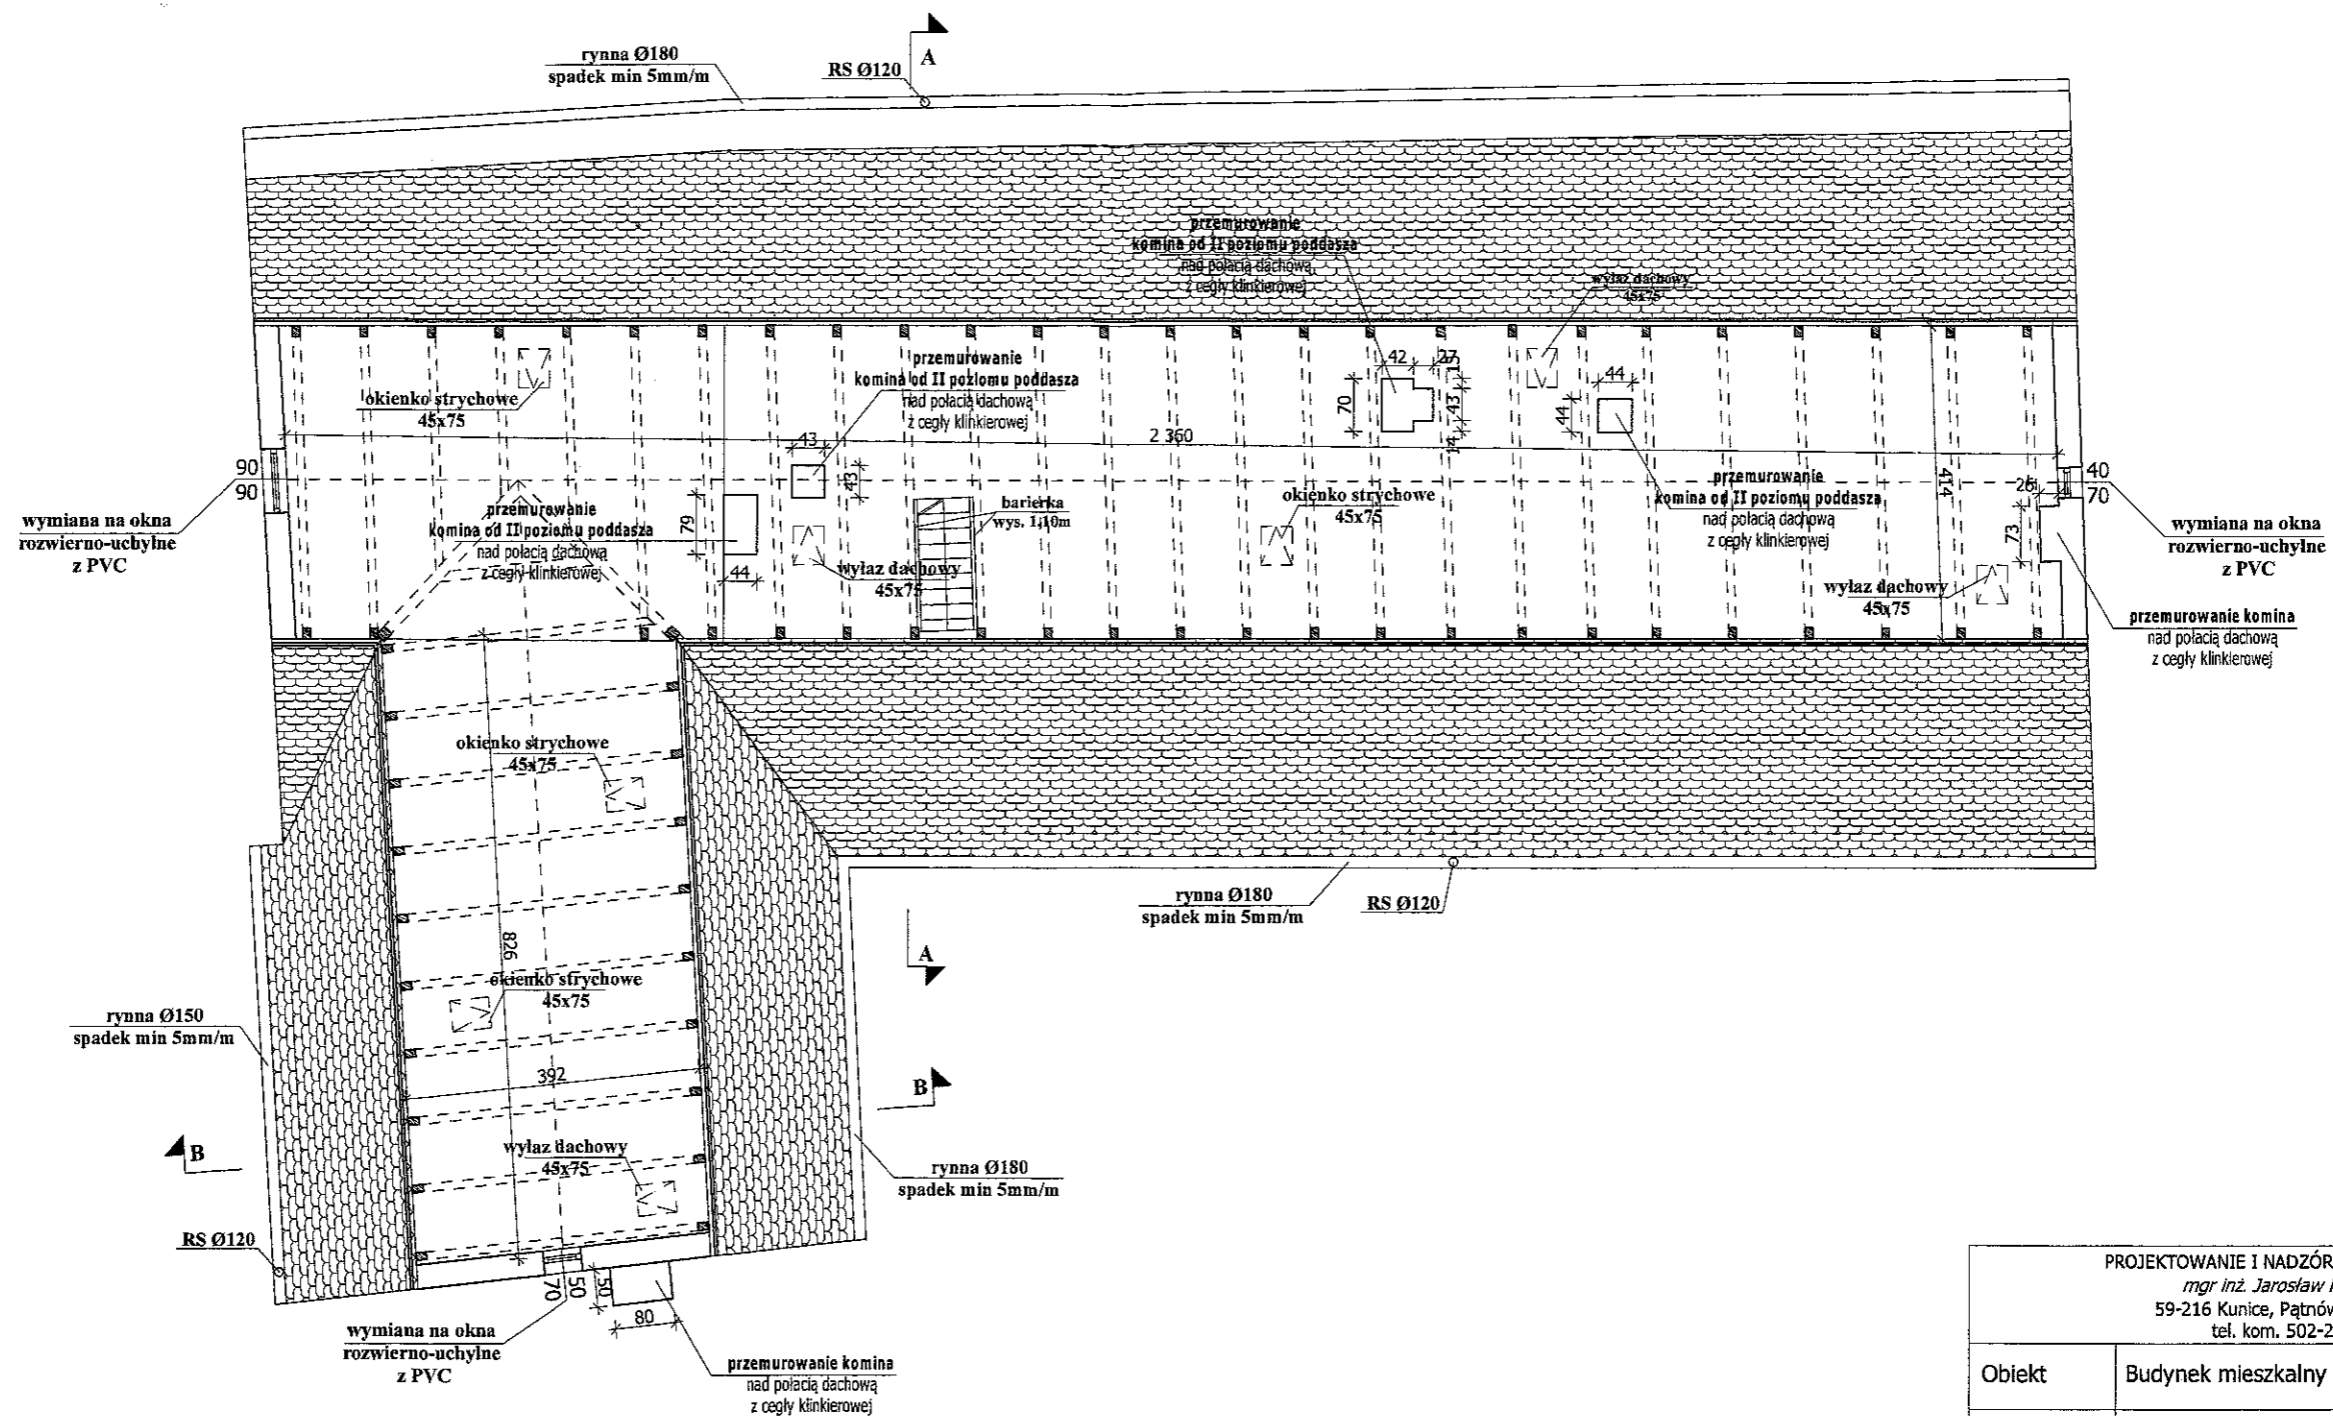 rynna Ø180
spadek min 5mm/m
RS Ø120
A
przemurowanie
komina od II poziomu poddasza
nad połacią dachową
z cegły klinkierowej
wyłaz dachowy
45x75
okienko strychowe
45x75
przemurowanie
komina od II poziomu poddasza
nad połacią dachową
z cegły klinkierowej
42
27
13
70
43
14
44
44
2 360
43
43
90
90
wymiana na okna
rozwierno-uchylne
z PVC
przemurowanie
komina od II poziomu poddasza
nad połacią dachową
z cegły klinkierowej
79
44
wyłaz dachowy
45x75
barierka
wys. 1,10m
okienko strychowe
45x75
przemurowanie
komina od II poziomu poddasza
nad połacią dachową
z cegły klinkierowej
414
26
73
40
70
wymiana na okna
rozwierno-uchylne
z PVC
wyłaz dachowy
45x75
przemurowanie komina
nad połacią dachową
z cegły klinkierowej
okienko strychowe
45x75
826
okienko strychowe
45x75
rynna Ø180
spadek min 5mm/m
RS Ø120
A
rynna Ø150
spadek min 5mm/m
392
B
B
wyłaz dachowy
45x75
rynna Ø180
spadek min 5mm/m
RS Ø120
70
50
50
80
wymiana na okna
rozwierno-uchylne
z PVC
przemurowanie komina
nad połacią dachową
z cegły klinkierowej
PROJEKTOWANIE I NADZÓR
mgr inż. Jarosław
59-216 Kunice, Pątnów
tel. kom. 502-2
Obiekt
Budynek mieszkalny